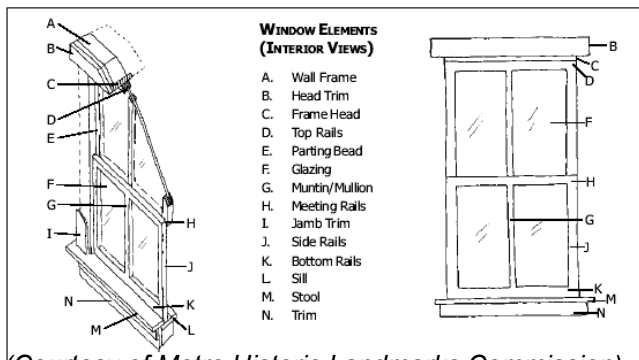 WINDOW ELEMENTS
(INTERIOR VIEWS)
A. Wall Frame
B. Head Trim
C. Frame Head
D. Top Rails
E. Parting Bead
F. Glazing
G. Muntin/Mullion
H. Meeting Rails
I. Jamb Trim
J. Side Rails
K. Bottom Rails
L. Sill
M. Stool
N. Trim
A
B
C
D
E
F
G
H
I
J
K
N
M
L
B
C
D
F
H
G
J
K
M
N
(Courtesy of Metro Historic Landmarks Commission)